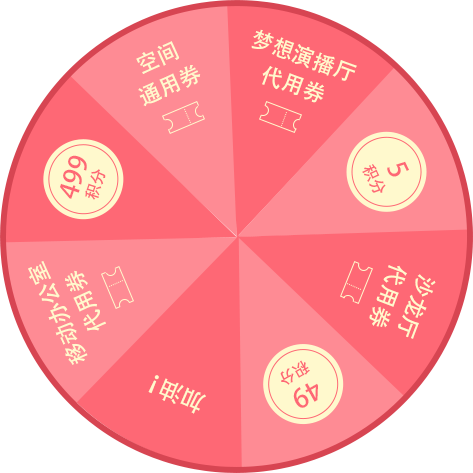 梦想演播厅
代用券
5
积分
沙龙厅
代用券
49
积分
加油!
移动办公室
代用券
499
积分
空间
通用券